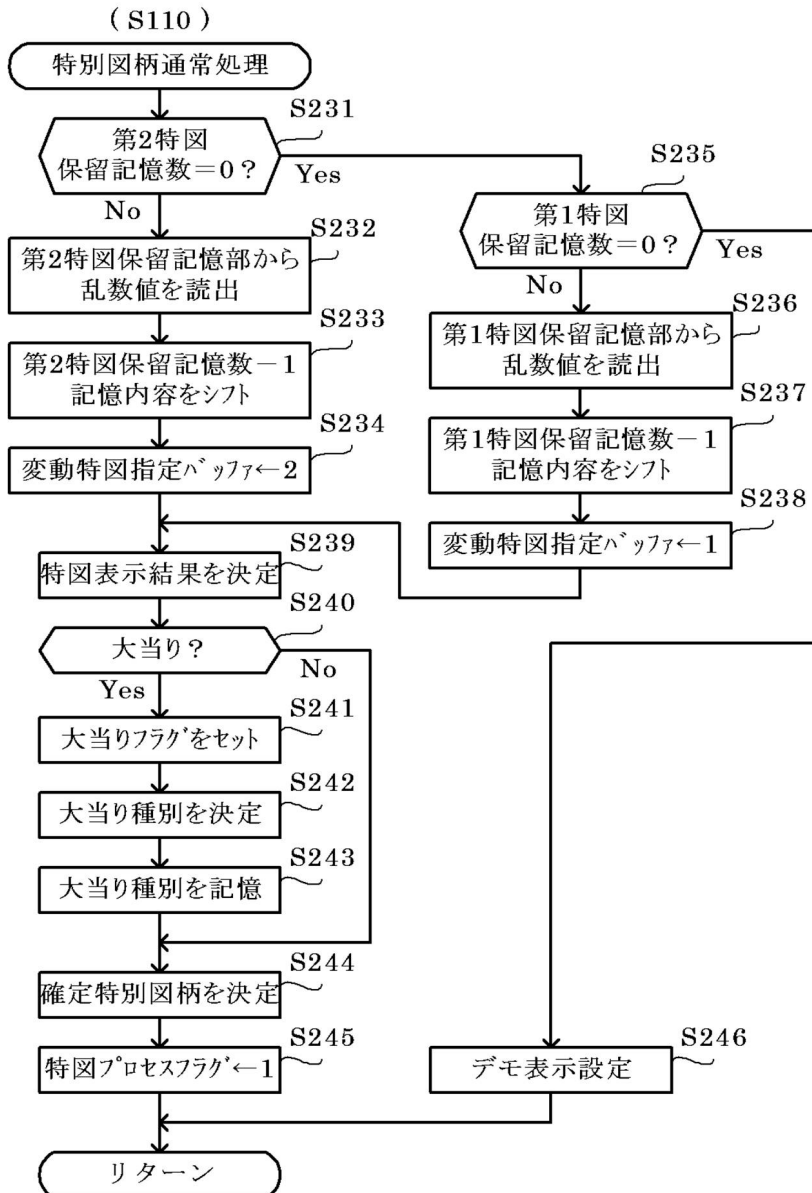 (S110)
特別図柄通常処理
S231
第2特図
保留記憶数=0?
Yes
No
S235
第1特図
保留記憶数=0?
Yes
No
S232
第2特図保留記憶部から
乱数値を読出
S233
第2特図保留記憶数-1
記憶内容をシフト
S234
変動特図指定バッファ←2
S236
第1特図保留記憶部から
乱数値を読出
S237
第1特図保留記憶数-1
記憶内容をシフト
S238
変動特図指定バッファ←1
S239
特図表示結果を決定
S240
大当り?
No
Yes
S241
大当りフラグをセット
S242
大当り種別を決定
S243
大当り種別を記憶
S244
確定特別図柄を決定
S245
特図プロセスフラグ←1
S246
デモ表示設定
リターン